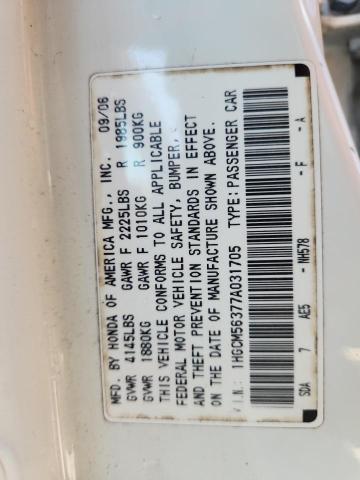 MFD. BY HONDA OF AMERICA MFG., INC. 09/06
GVWR 4145LBS GAWR F 2225LBS R 1985LBS
GVWR 1880KG GAWR F 1010KG R 900KG
THIS VEHICLE CONFORMS TO ALL APPLICABLE
FEDERAL MOTOR VEHICLE SAFETY, BUMPER,
AND THEFT PREVENTION STANDARDS IN EFFECT
ON THE DATE OF MANUFACTURE SHOWN ABOVE.
V.I.N.: 1HGCM56377A031705 TYPE: PASSENGER CAR
SDA 7 AE5 - NH578 - F - A